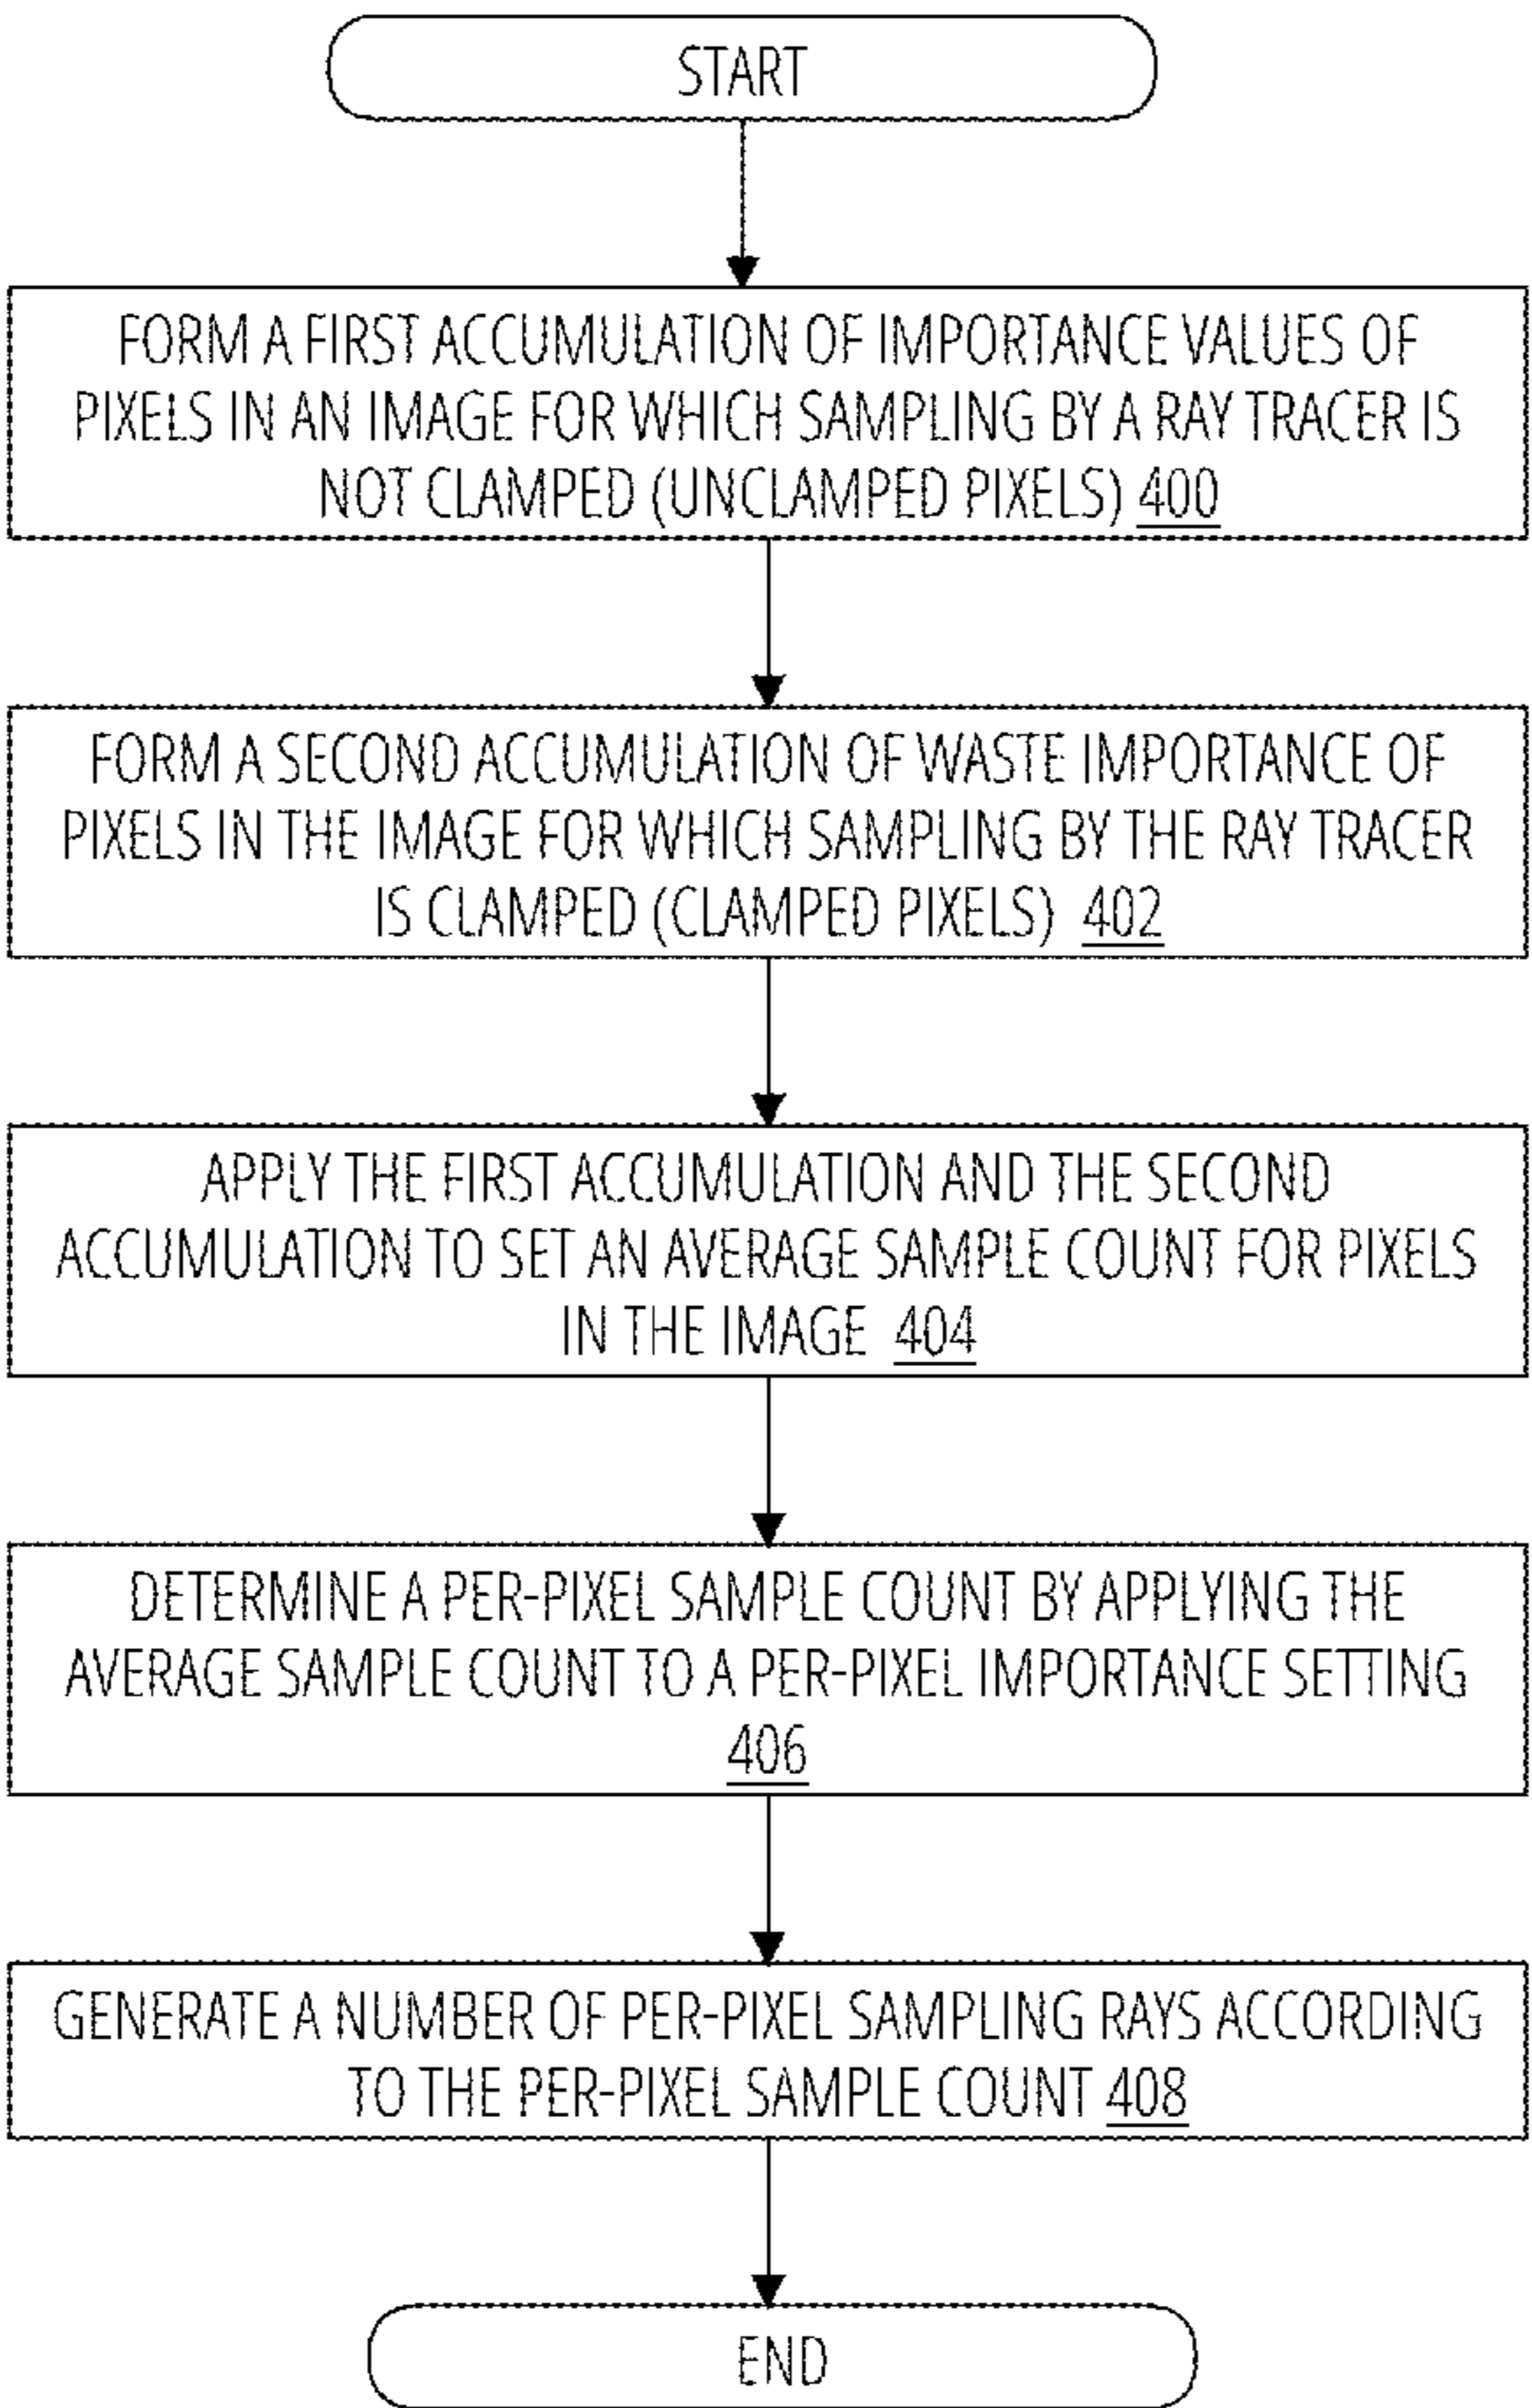 START
FORM A FIRST ACCUMULATION OF IMPORTANCE VALUES OF
PIXELS IN AN IMAGE FOR WHICH SAMPLING BY A RAY TRACER IS
NOT CLAMPED (UNCLAMPED PIXELS) 400
FORM A SECOND ACCUMULATION OF WASTE IMPORTANCE OF
PIXELS IN THE IMAGE FOR WHICH SAMPLING BY THE RAY TRACER
IS CLAMPED (CLAMPED PIXELS) 402
APPLY THE FIRST ACCUMULATION AND THE SECOND
ACCUMULATION TO SET AN AVERAGE SAMPLE COUNT FOR PIXELS
IN THE IMAGE 404
DETERMINE A PER-PIXEL SAMPLE COUNT BY APPLYING THE
AVERAGE SAMPLE COUNT TO A PER-PIXEL IMPORTANCE SETTING
406
GENERATE A NUMBER OF PER-PIXEL SAMPLING RAYS ACCORDING
TO THE PER-PIXEL SAMPLE COUNT 408
END